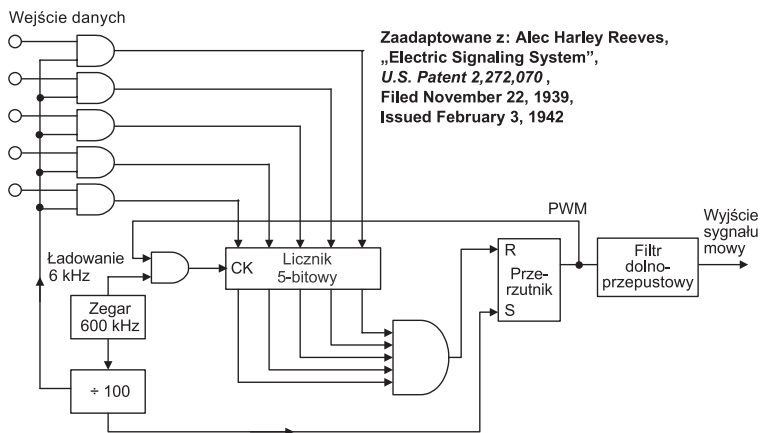 Wejście danych
Zaadaptowane z: Alec Harley Reeves,
„Electric Signaling System”,
U.S. Patent 2,272,070 ,
Filed November 22, 1939,
Issued February 3, 1942
PWM
Ładowanie
6 kHz
CK
Licznik
5-bitowy
R
Prze-
rzutnik
S
Filtr
dolno-
przepustowy
Wyjście
sygnału
mowy
Zegar
600 kHz
÷ 100